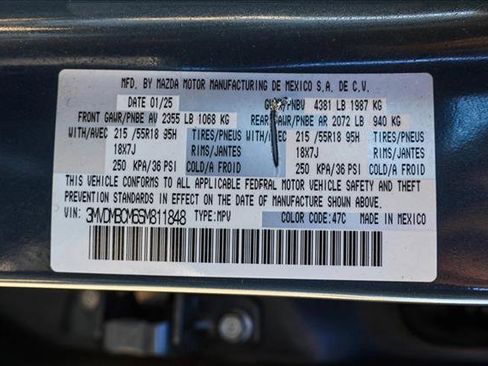 MFD. BY MAZDA MOTOR MANUFACTURING DE MEXICO S.A. DE C.V.
DATE 01/25 /PNBV 4381 LB 1987 KG
FRONT GAWR/PNBE AV 2355 LB 1068 KG REAR GAWR/PNBE AR 2072 LB 940 KG
WITH/AVEC 215 /55R18 95H TIRES/PNEUS WITH/AVEC 215 /55R18 95H TIRES/PNEUS
18X7J RIMS/JANTES 18X7J RIMS/JANTES
250 KPA/36 PSI COLD/A FROID 250 KPA/36 PSI COLD/A FROID
THIS VEHICLE CONFORMS TO ALL APPLICABLE FEDERAL MOTOR VEHICLE SAFETY AND THEFT
PREVENTION STANDARDS IN EFFECT ON THE DATE OF MANUFACTURE SHOWN ABOVE.
VIN: 3MVDMBCM6SM811848 TYPE: MPV COLOR CODE: 47C MADE IN MEXICO